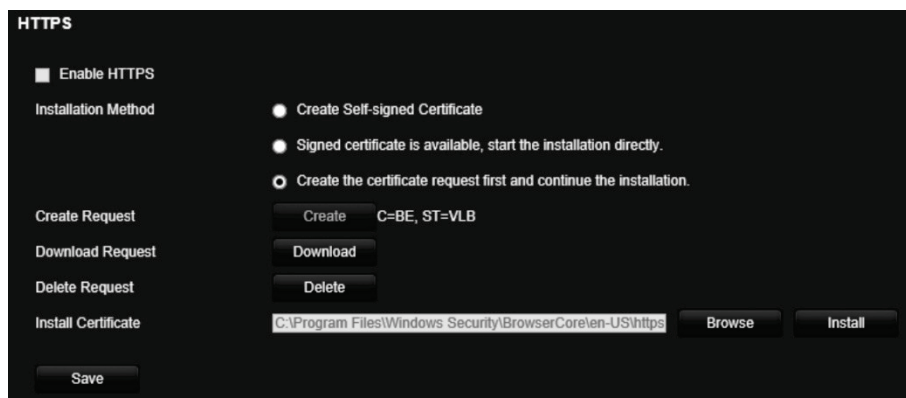 HTTPS
Enable HTTPS
Installation Method
Create Self-signed Certificate
Signed certificate is available, start the installation directly.
Create the certificate request first and continue the installation.
Create Request Create C=BE, ST=VLB
Download Request Download
Delete Request Delete
Install Certificate C:\Program Files\Windows Security\BrowserCore\en-US\https Browse Install
Save